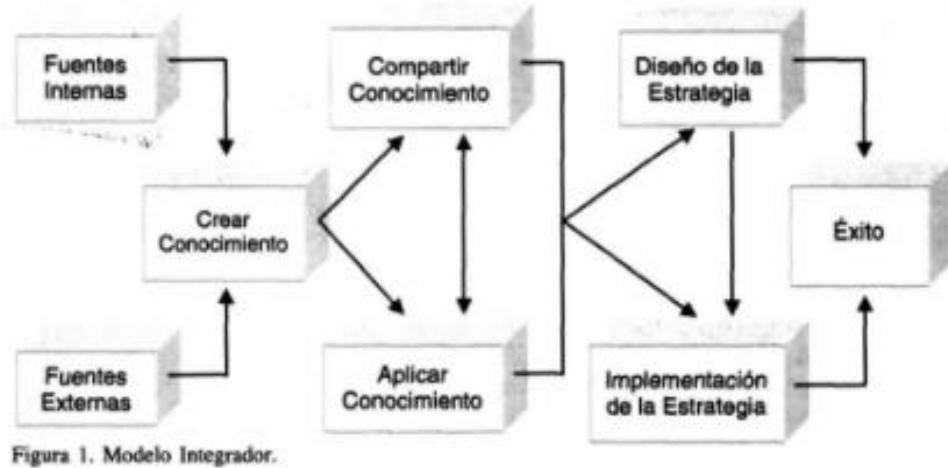 Fuentes
Internas
Compartir
Conocimiento
Diseño de la
Estrategia
Crear
Conocimiento
Éxito
Fuentes
Externas
Aplicar
Conocimiento
Implementación
de la Estrategia
Figura 1. Modelo Integrador.